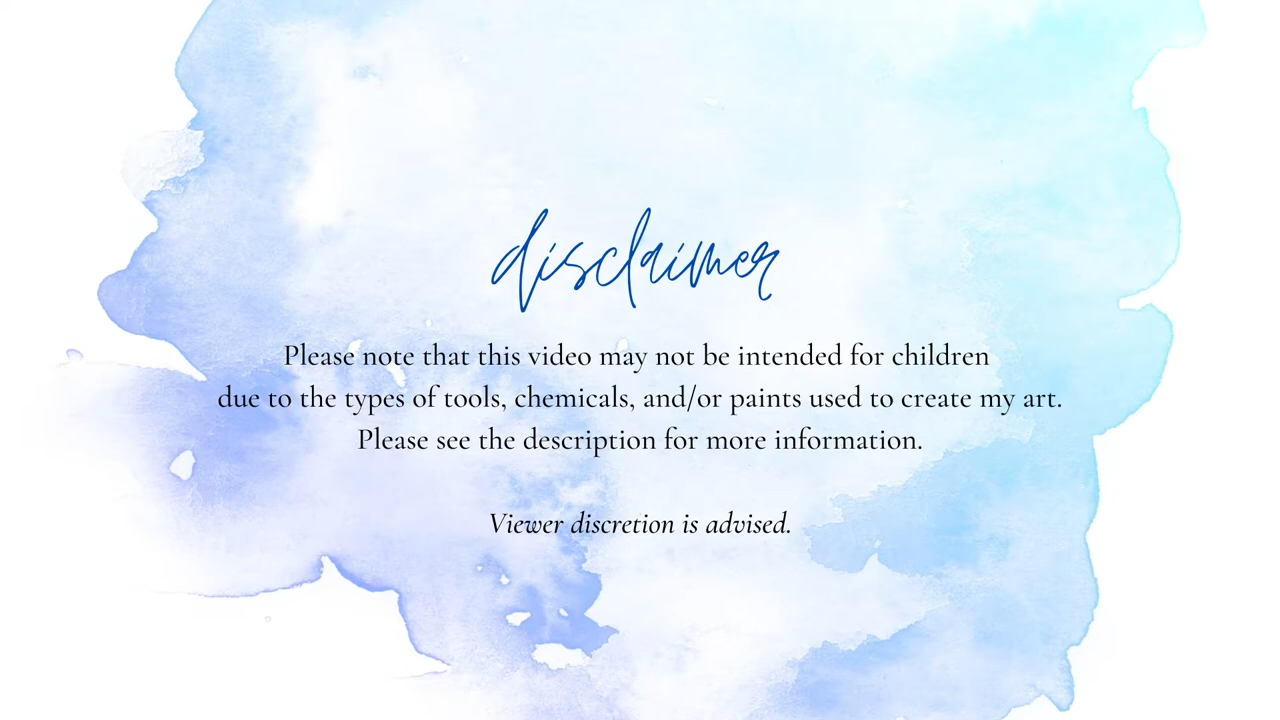 disclaimer
Please note that this video may not be intended for children
due to the types of tools, chemicals, and/or paints used to create my art.
Please see the description for more information.
Viewer discretion is advised.